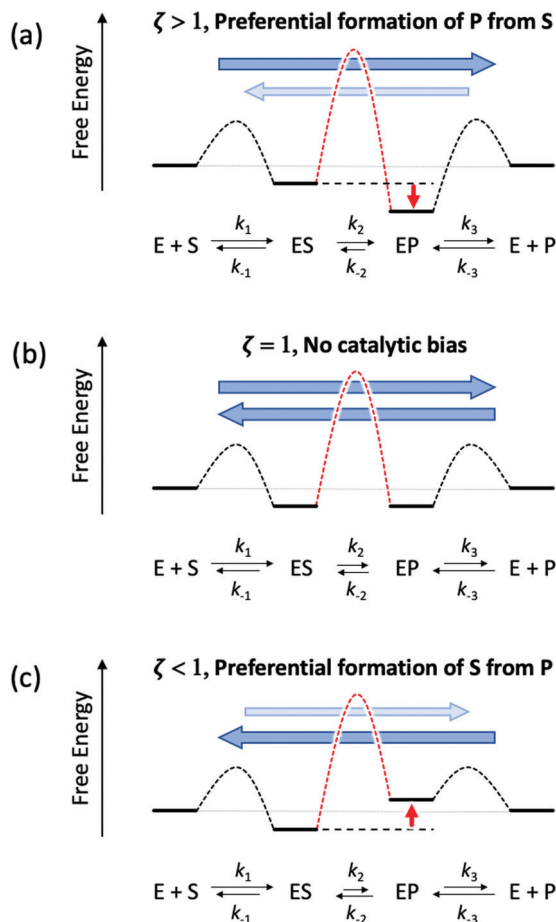 (a)
ζ > 1, Preferential formation of P from S
Free Energy
E + S k1 k-1 ES k2 k-2 EP k3 k-3 E + P
(b)
ζ = 1, No catalytic bias
Free Energy
E + S k1 k-1 ES k2 k-2 EP k3 k-3 E + P
(c)
ζ < 1, Preferential formation of S from P
Free Energy
E + S k1 k-1 ES k2 k-2 EP k3 k-3 E + P